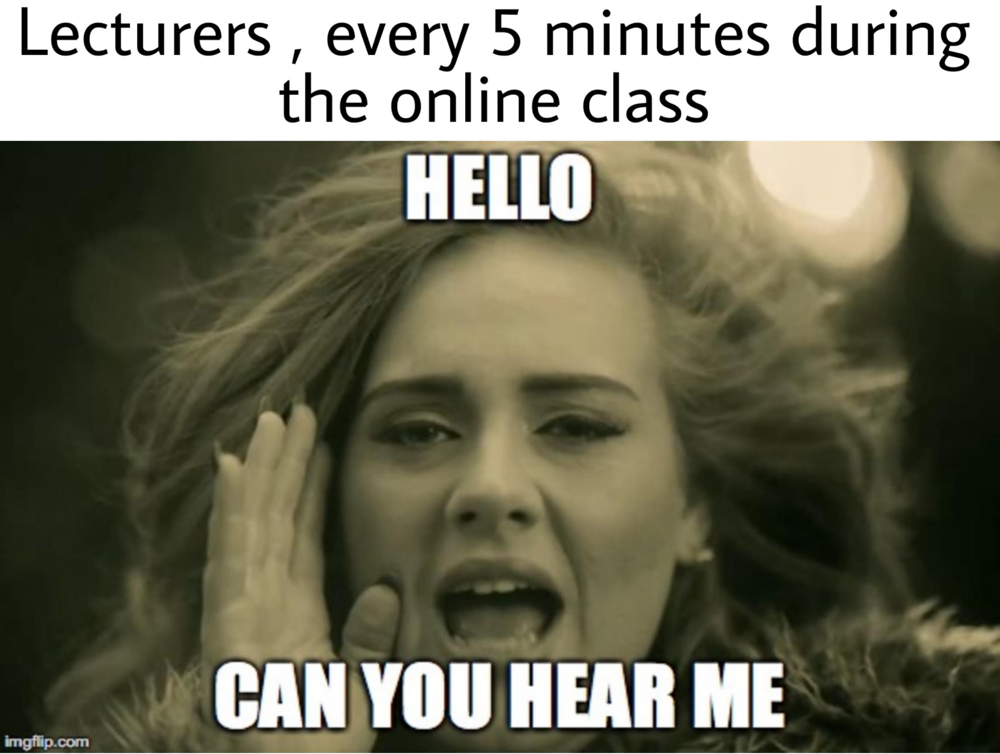 Lecturers , every 5 minutes during
the online class
HELLO
CAN YOU HEAR ME
imgflip.com